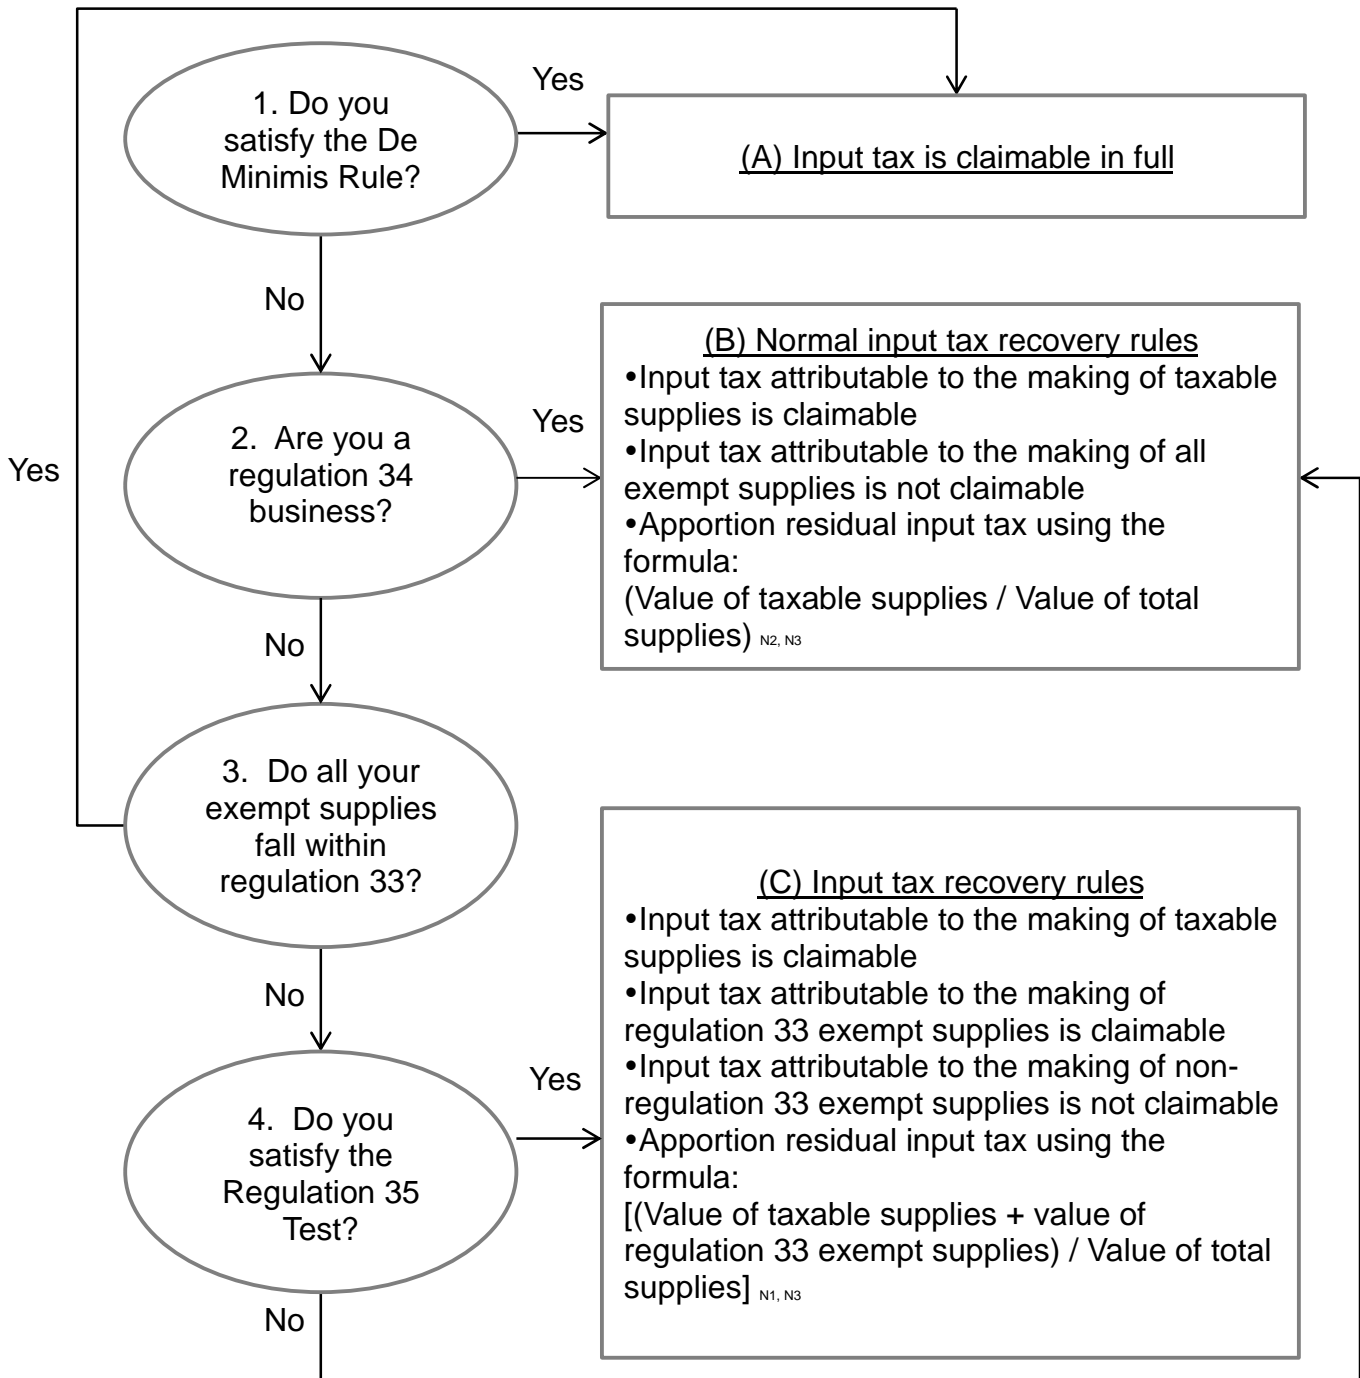 1. Do you
satisfy the De
Minimis Rule?
Yes
(A) Input tax is claimable in full
No
2. Are you a
regulation 34
business?
Yes
(B) Normal input tax recovery rules
•Input tax attributable to the making of taxable
supplies is claimable
•Input tax attributable to the making of all
exempt supplies is not claimable
•Apportion residual input tax using the
formula:
(Value of taxable supplies / Value of total
supplies) N2, N3
Yes
No
3. Do all your
exempt supplies
fall within
regulation 33?
No
4. Do you
satisfy the
Regulation 35
Test?
Yes
(C) Input tax recovery rules
•Input tax attributable to the making of taxable
supplies is claimable
•Input tax attributable to the making of
regulation 33 exempt supplies is claimable
•Input tax attributable to the making of non-
regulation 33 exempt supplies is not claimable
•Apportion residual input tax using the
formula:
[(Value of taxable supplies + value of
regulation 33 exempt supplies) / Value of total
supplies] N1, N3
No